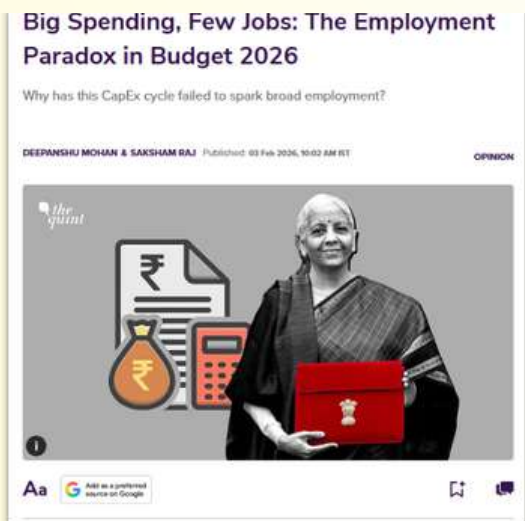 Big Spending, Few Jobs: The Employment
Paradox in Budget 2026
Why has this CapEx cycle failed to spark broad employment?
DEEPANSHU MOHAN & SAKSHAM RAJ Published: 03 Feb 2026, 10:02 AM IST
OPINION
the
quint
₹
₹
i
Aa
G Add as a preferred
source on Google